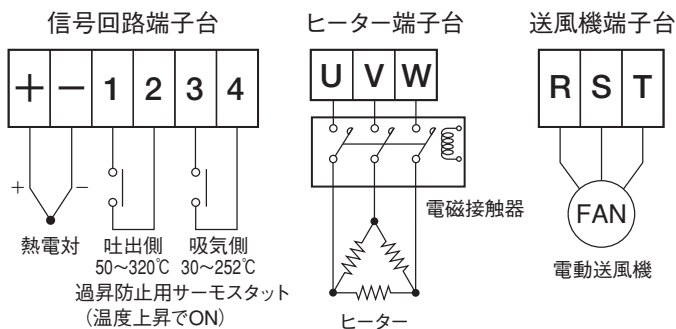 信号回路端子台
ヒーター端子台
送風機端子台
+ − 1 2 3 4
U V W
R S T
+ −
熱電対
吐出側
50～320℃
吸気側
30～252℃
過昇防止用サーモスタット
（温度上昇でON）
電磁接触器
ヒーター
FAN
電動送風機